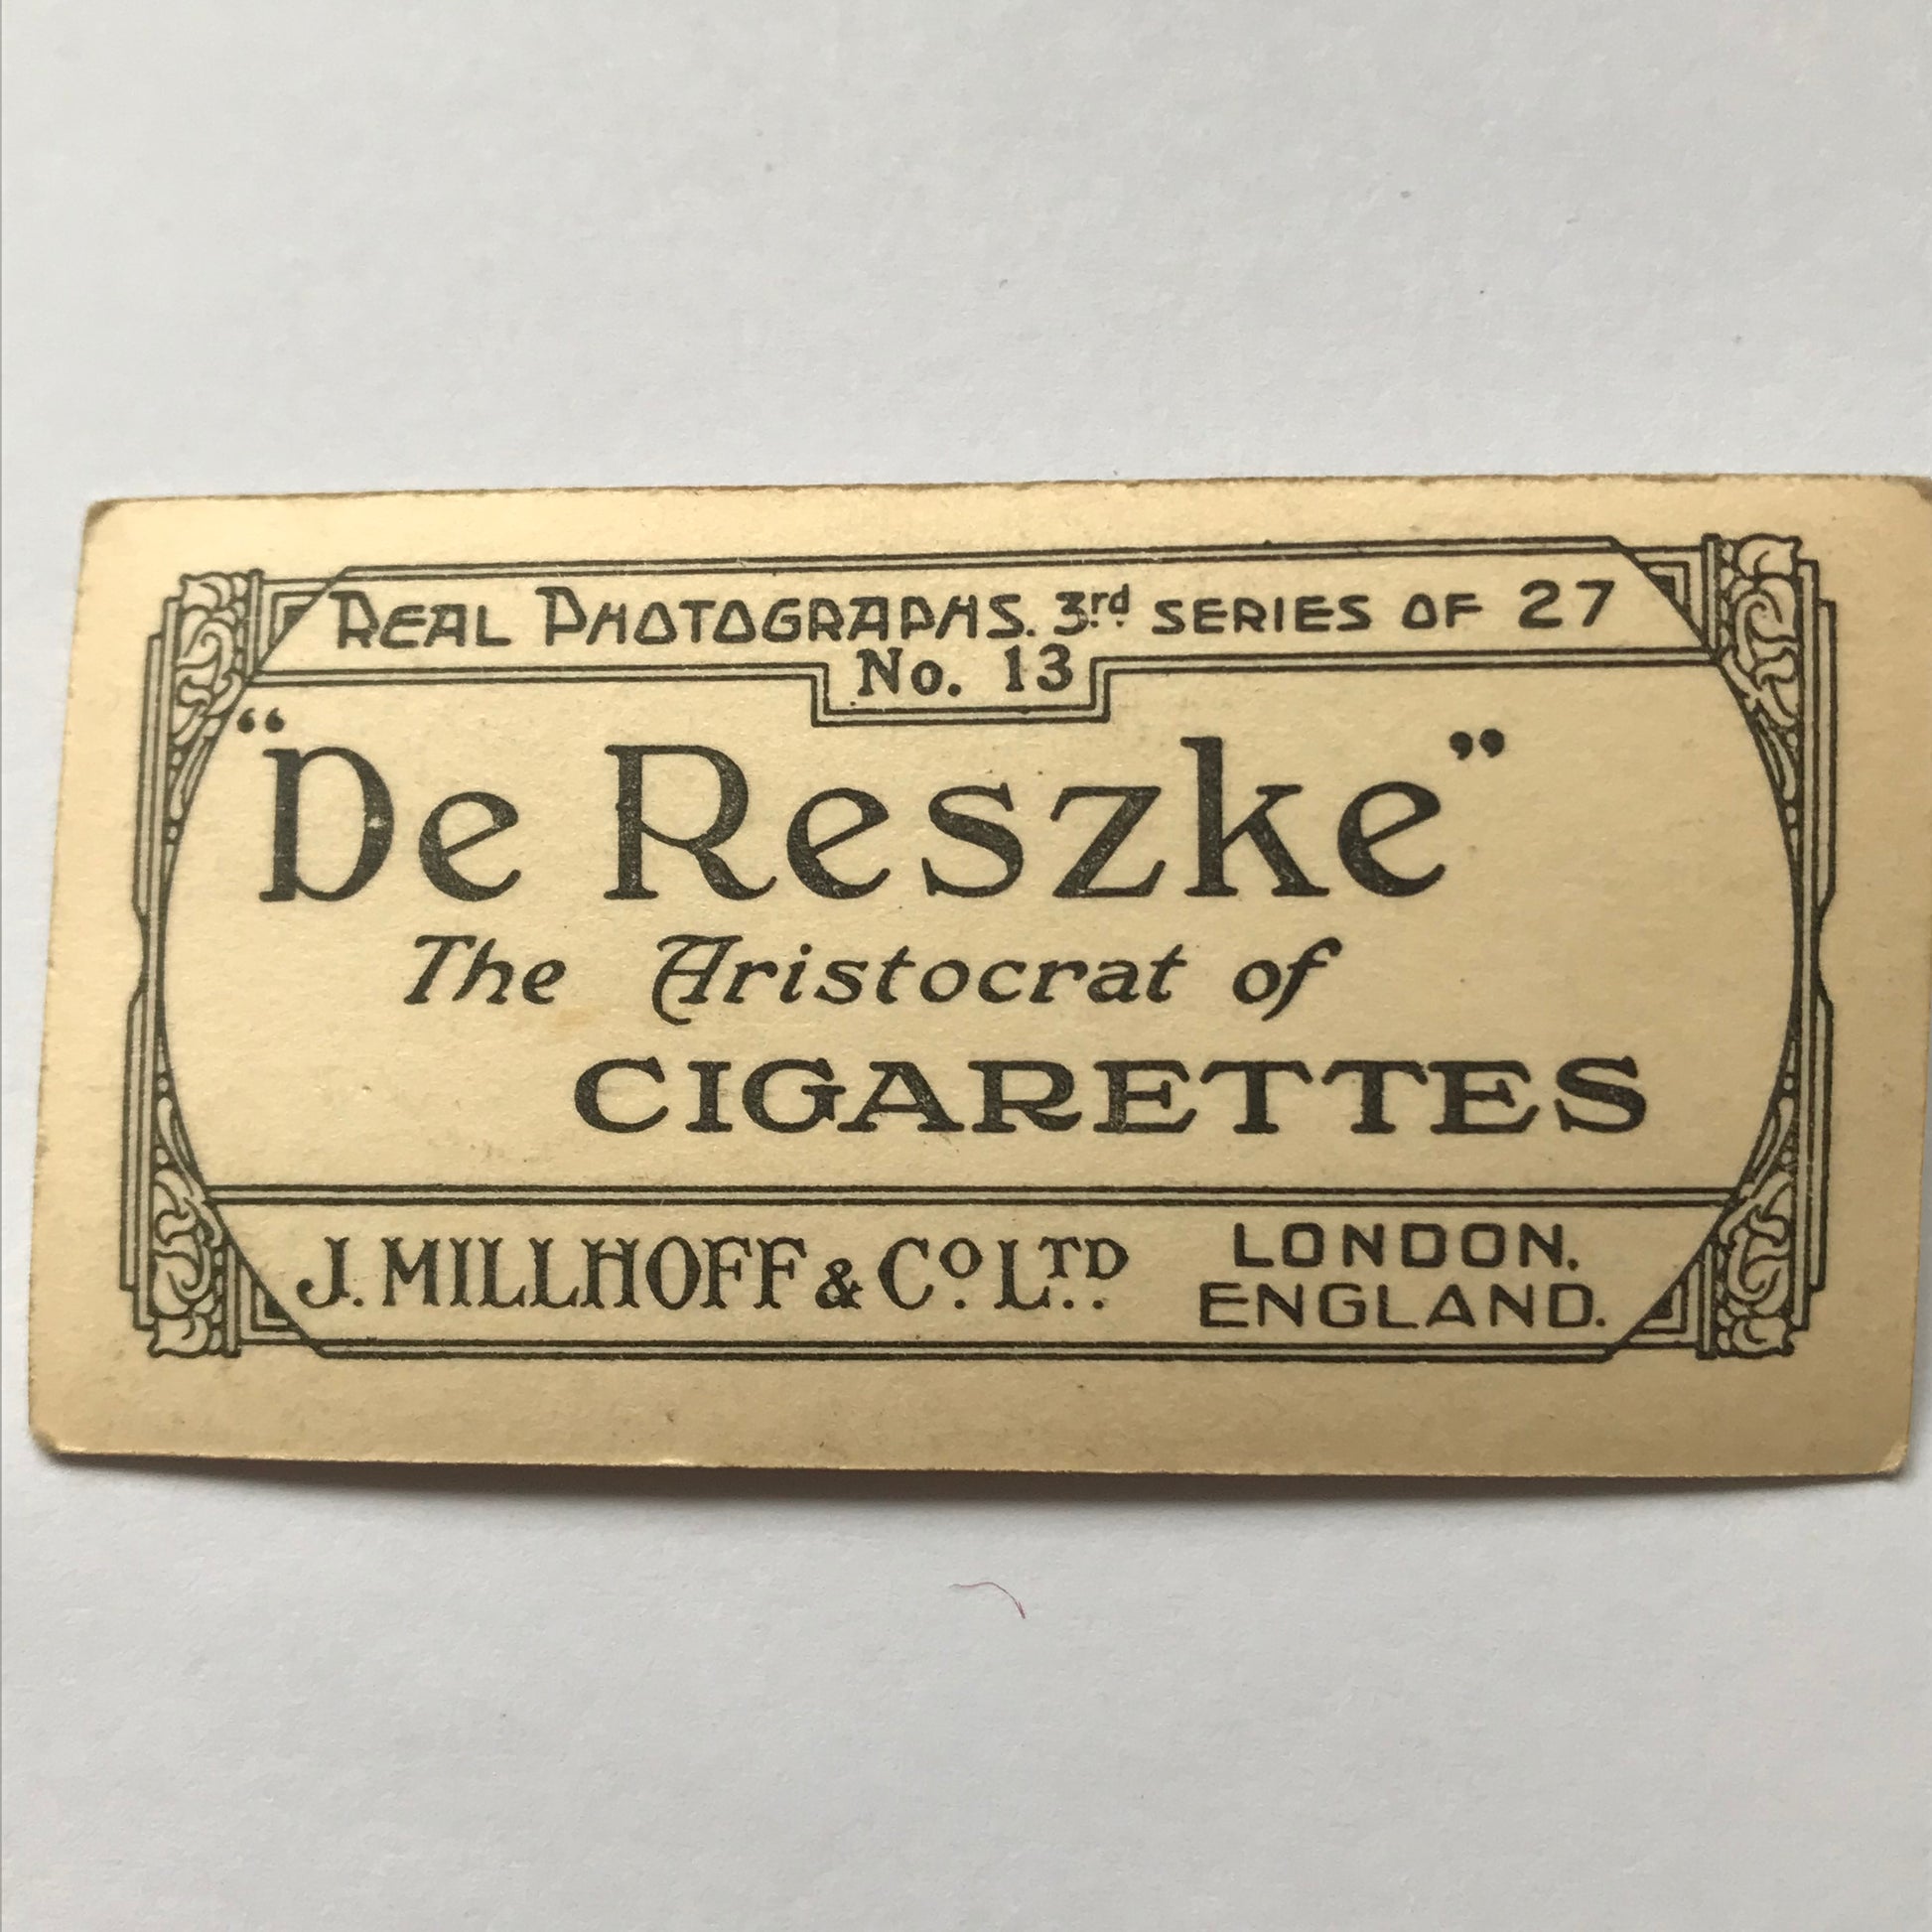 REAL PHOTOGRAPHS. 3rd. SERIES OF 27
No. 13
“De Reszke”
The Aristocrat of
CIGARETTES
J. MILLHOFF & Co. LTD.
LONDON.
ENGLAND.